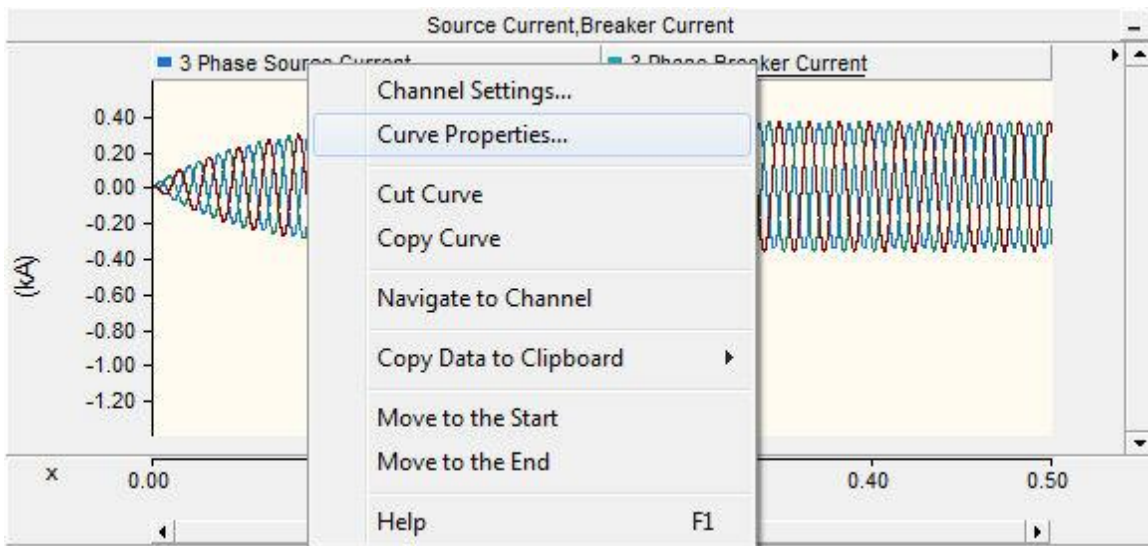 Source Current,Breaker Current
3 Phase Source Current
3 Phase Breaker Current
Channel Settings...
Curve Properties...
Cut Curve
Copy Curve
Navigate to Channel
Copy Data to Clipboard
Move to the Start
Move to the End
Help F1
(kA)
0.40
0.20
0.00
-0.20
-0.40
-0.60
-0.80
-1.00
-1.20
x 0.00 0.40 0.50